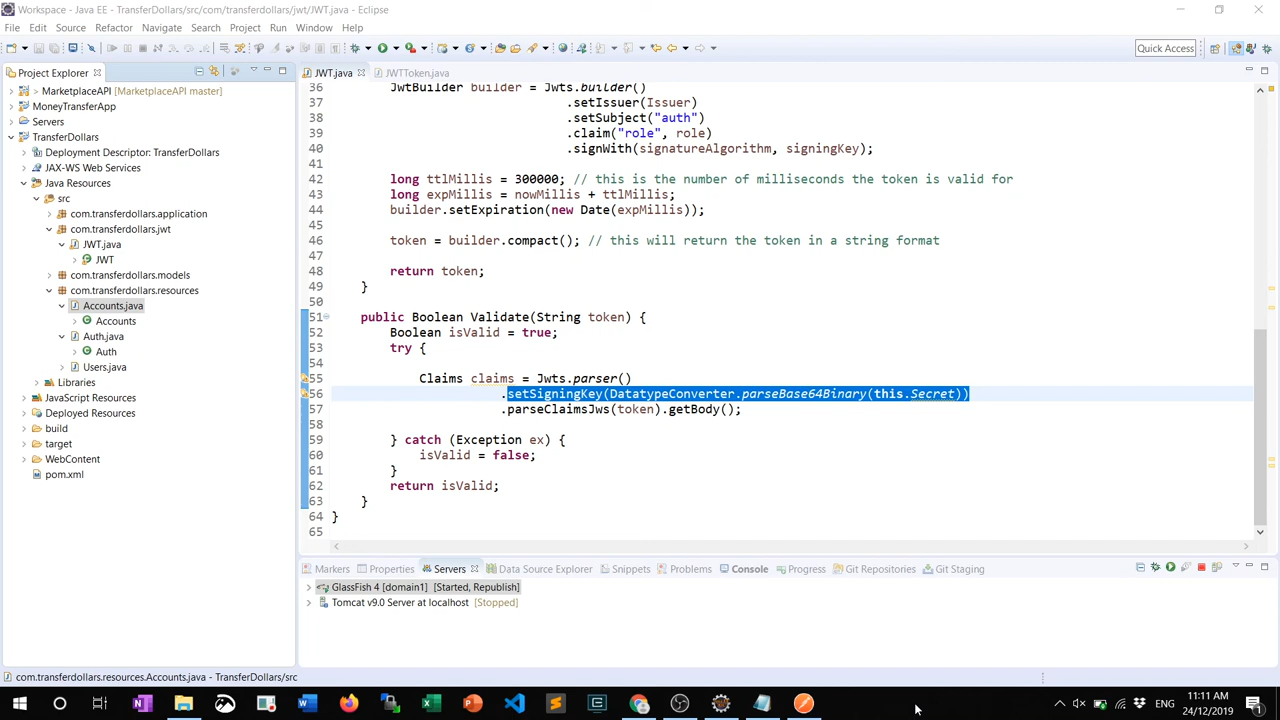 Workspace - Java EE - TransferDollars/src/com/transferdollars/jwt/JWT.java - Eclipse
File Edit Source Refactor Navigate Search Project Run Window Help
Quick Access
Project Explorer
JWT.java
JWTToken.java
MarketplaceAPI [MarketplaceAPI master]
MoneyTransferApp
Servers
TransferDollars
Deployment Descriptor: TransferDollars
JAX-WS Web Services
Java Resources
src
com.transferdollars.application
com.transferdollars.jwt
JWT.java
JWT
com.transferdollars.models
com.transferdollars.resources
Accounts.java
Accounts
Auth.java
Auth
Users.java
Libraries
JavaScript Resources
Deployed Resources
build
target
WebContent
pom.xml
36 JwtBuilder builder = Jwts.builder()
37 .setIssuer(Issuer)
38 .setSubject("auth")
39 .claim("role", role)
40 .signWith(signatureAlgorithm, signingKey);
41
42 long ttlMillis = 300000; // this is the number of milliseconds the token is valid for
43 long expMillis = nowMillis + ttlMillis;
44 builder.setExpiration(new Date(expMillis));
45
46 token = builder.compact(); // this will return the token in a string format
47
48 return token;
49 }
50
51 public Boolean Validate(String token) {
52 Boolean isValid = true;
53 try {
54
55 Claims claims = Jwts.parser()
56 .setSigningKey(DatatypeConverter.parseBase64Binary(this.Secret))
57 .parseClaimsJws(token).getBody();
58
59 } catch (Exception ex) {
60 isValid = false;
61 }
62 return isValid;
63 }
64 }
65
Markers Properties Servers Data Source Explorer Snippets Problems Console Progress Git Repositories Git Staging
GlassFish 4 [domain1] [Started, Republish]
Tomcat v9.0 Server at localhost [Stopped]
com.transferdollars.resources.Accounts.java - TransferDollars/src
ENG
11:11 AM
24/12/2019